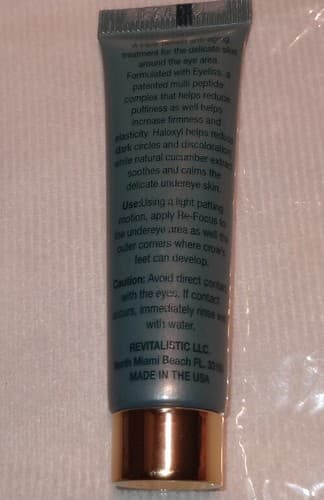 A multi-action anti-aging
treatment for the delicate skin
around the eye area.
Formulated with Eyeliss, a
patented multi peptide
complex that helps reduce
puffiness as well helps
increase firmness and
elasticity. Haloxyl helps reduce
dark circles and discoloration
while natural cucumber extract
soothes and calms the
delicate undereye skin.
Use:Using a light patting
motion, apply Re-Focus to
the undereye area as well the
outer corners where crow's
feet can develop.
Caution: Avoid direct contact
with the eyes. If contact
occurs, immediately rinse
with water.
REVITALISTIC LLC.
North Miami Beach FL.
MADE IN THE USA